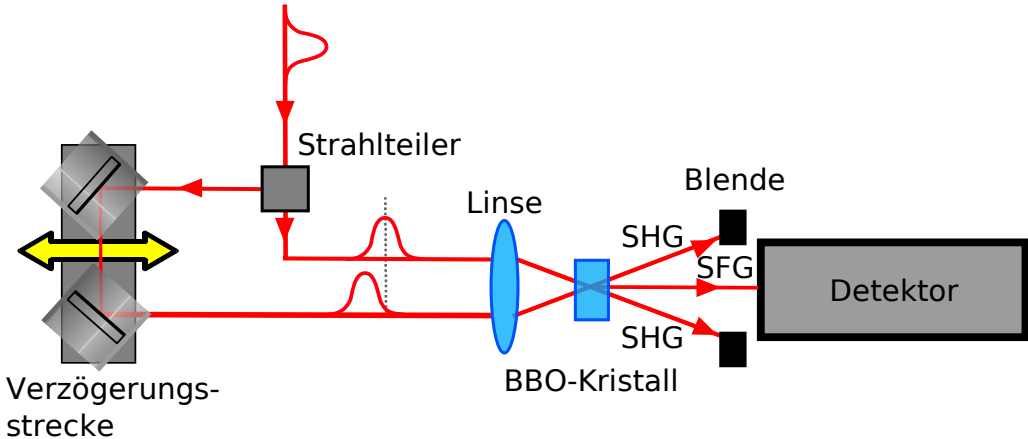 Strahlteiler
Linse
Blende
SHG
SFG
Detektor
SHG
BBO-Kristall
Verzögerungs-
strecke